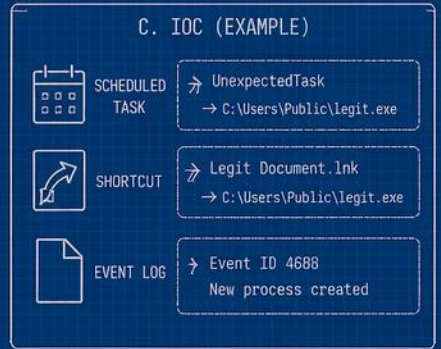 C. IOC (EXAMPLE)
SCHEDULED
TASK
UnexpectedTask
→ C:\Users\Public\legit.exe
SHORTCUT
Legit Document.lnk
→ C:\Users\Public\legit.exe
EVENT LOG
Event ID 4688
New process created